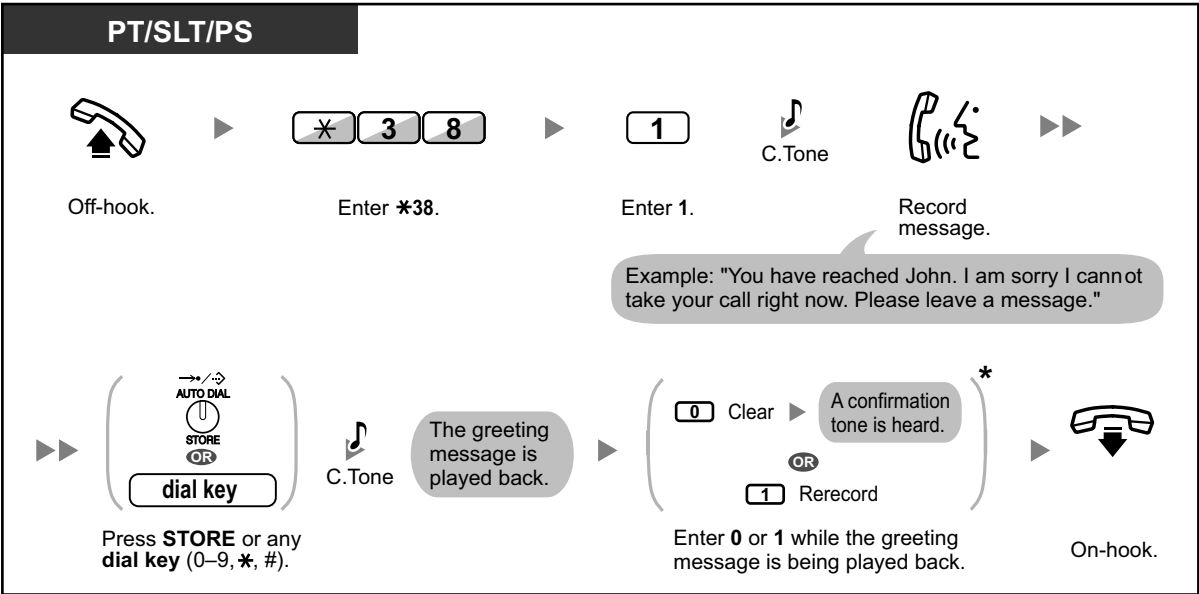 PT/SLT/PS
✳ 3 8
1
C.Tone
Off-hook.
Enter ✳38.
Enter 1.
Record
message.
Example: "You have reached John. I am sorry I cannot
take your call right now. Please leave a message."
AUTO DIAL
STORE
OR
dial key
Press STORE or any
dial key (0–9, ✳, #).
C.Tone
The greeting
message is
played back.
0 Clear
A confirmation
tone is heard.
OR
1 Rerecord
*
Enter 0 or 1 while the greeting
message is being played back.
On-hook.